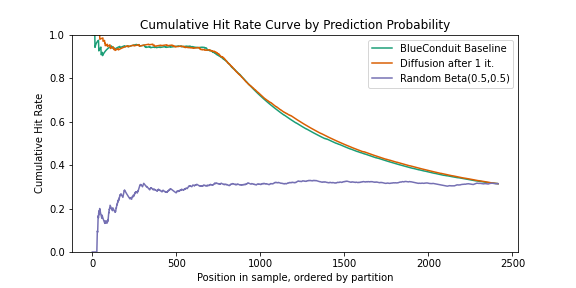 Cumulative Hit Rate Curve by Prediction Probability
1.0
0.8
0.6
0.4
0.2
0.0
Cumulative Hit Rate
BlueConduit Baseline
Diffusion after 1 it.
Random Beta(0.5,0.5)
0
500
1000
1500
2000
2500
Position in sample, ordered by partition